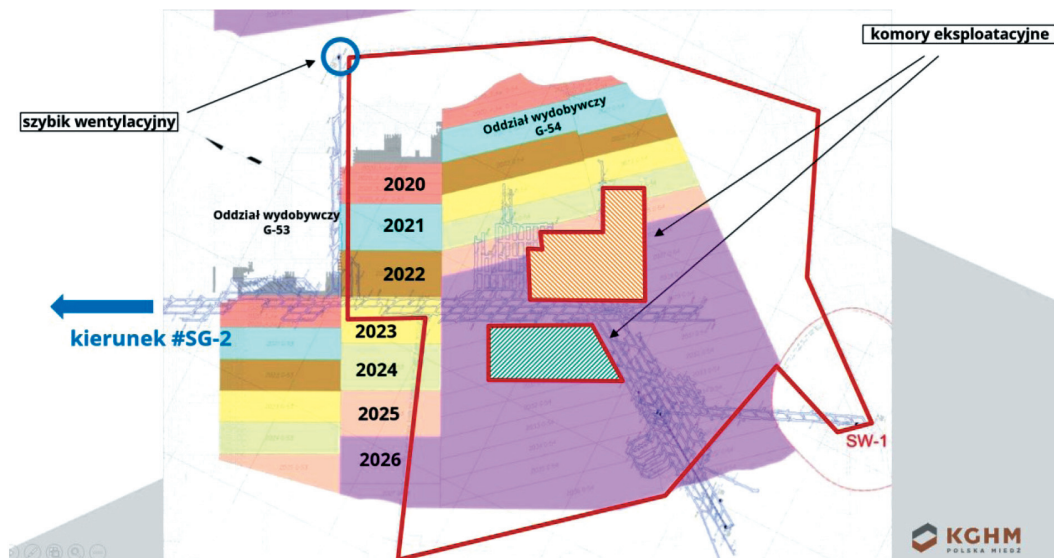 komory eksploatacyjne
szybik wentylacyjny
Oddział wydobywczy
G-54
2020
Oddział wydobywczy
G-53
2021
2022
kierunek #SG-2
2023
2024
2025
2026
SW-1
KGHM
POLSKA MIEDŹ